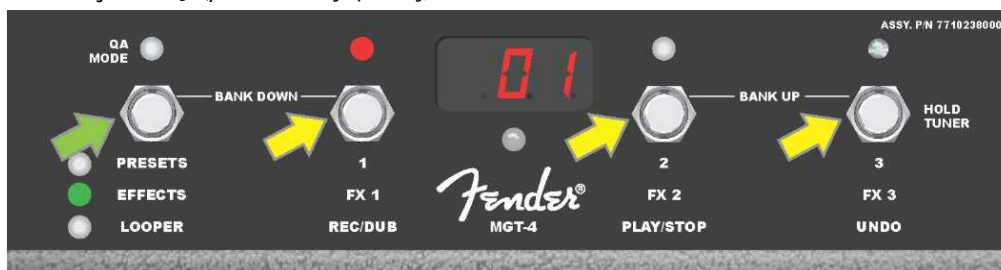 ASSY. P/N 7710238000
QA
MODE
01
BANK DOWN
BANK UP
HOLD
TUNER
PRESETS
1
2
3
EFFECTS
FX 1
Fender®
FX 2
FX 3
LOOPER
REC/DUB
MGT-4
PLAY/STOP
UNDO